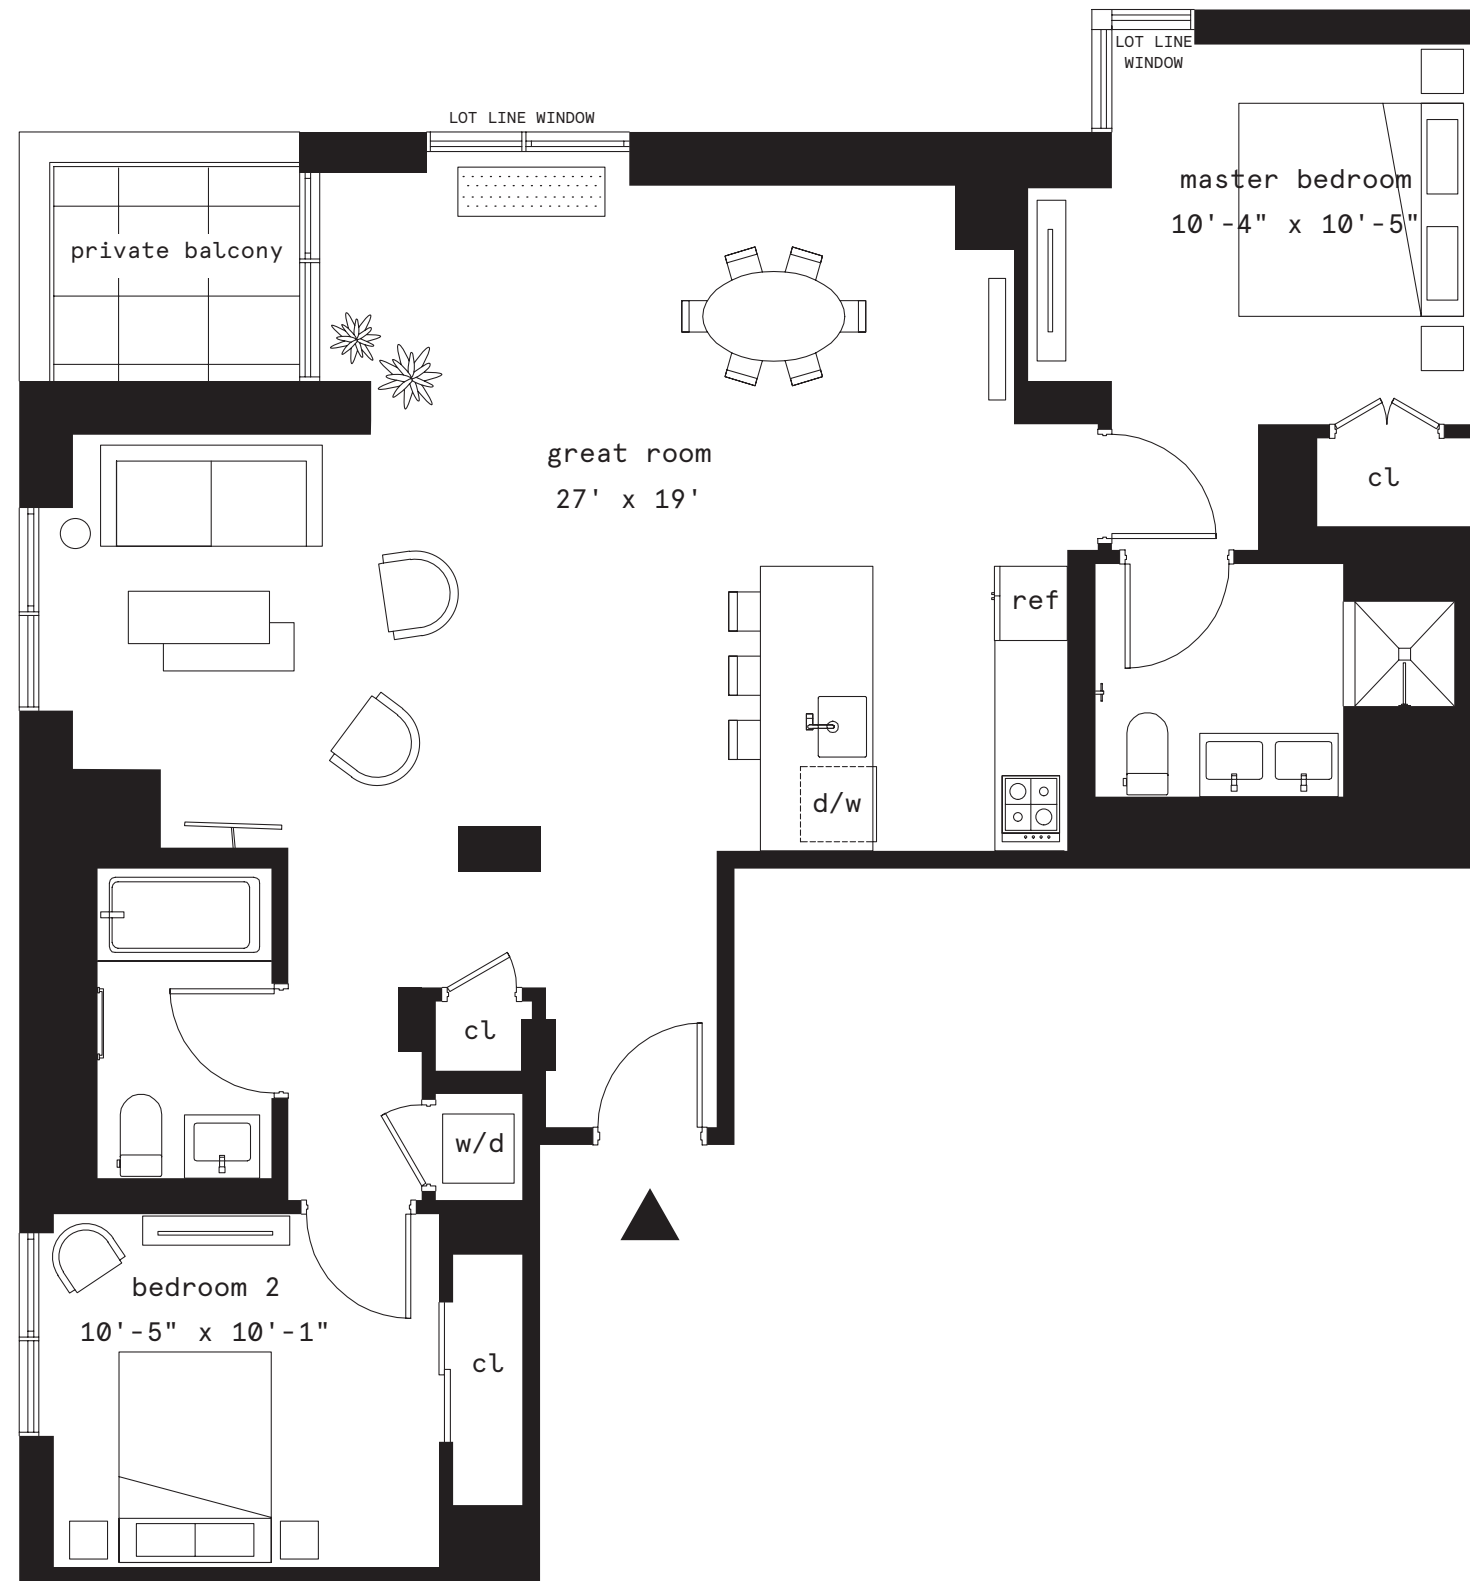 LOT LINE
WINDOW
LOT LINE WINDOW
master bedroom
10'-4" x 10'-5"
private balcony
great room
27' x 19'
cl
ref
d/w
cl
w/d
bedroom 2
10'-5" x 10'-1"
cl